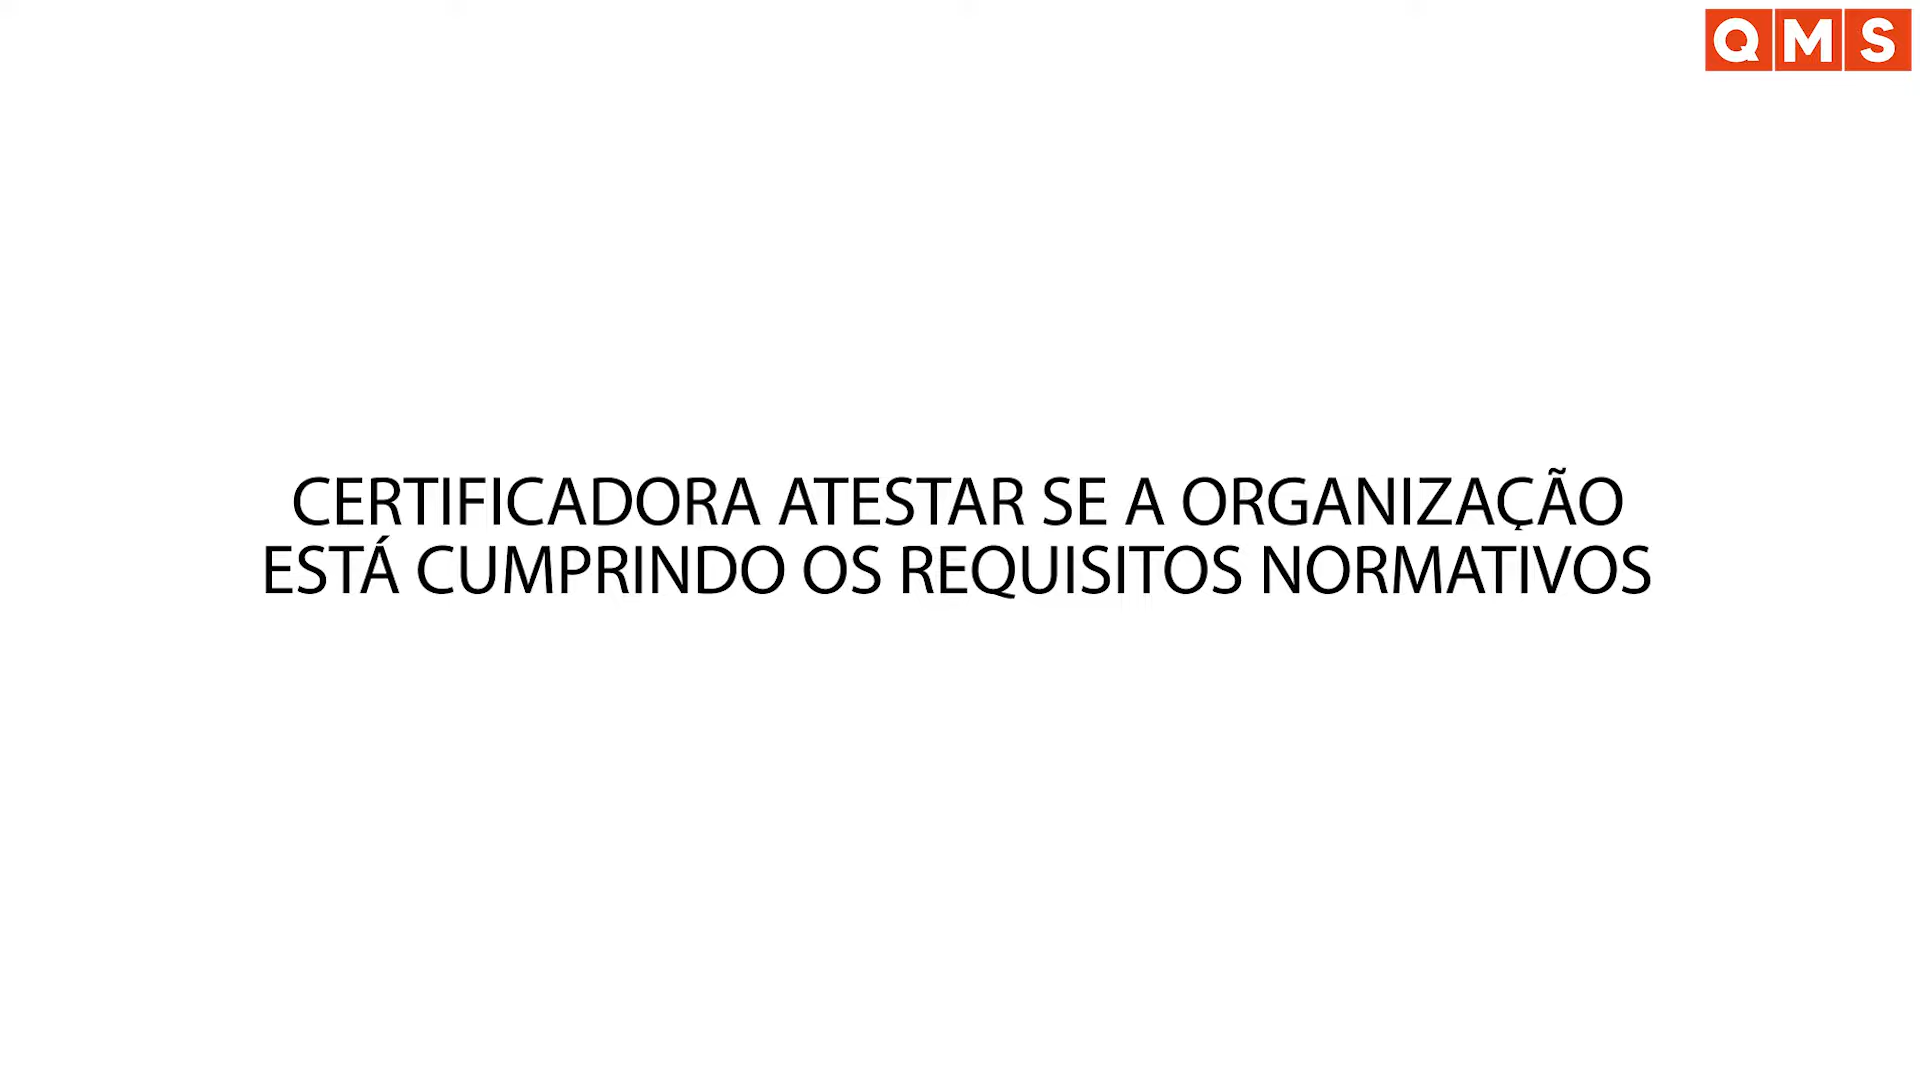 QMS
CERTIFICADORA ATESTAR SE A ORGANIZAÇÃO
ESTÁ CUMPRINDO OS REQUISITOS NORMATIVOS